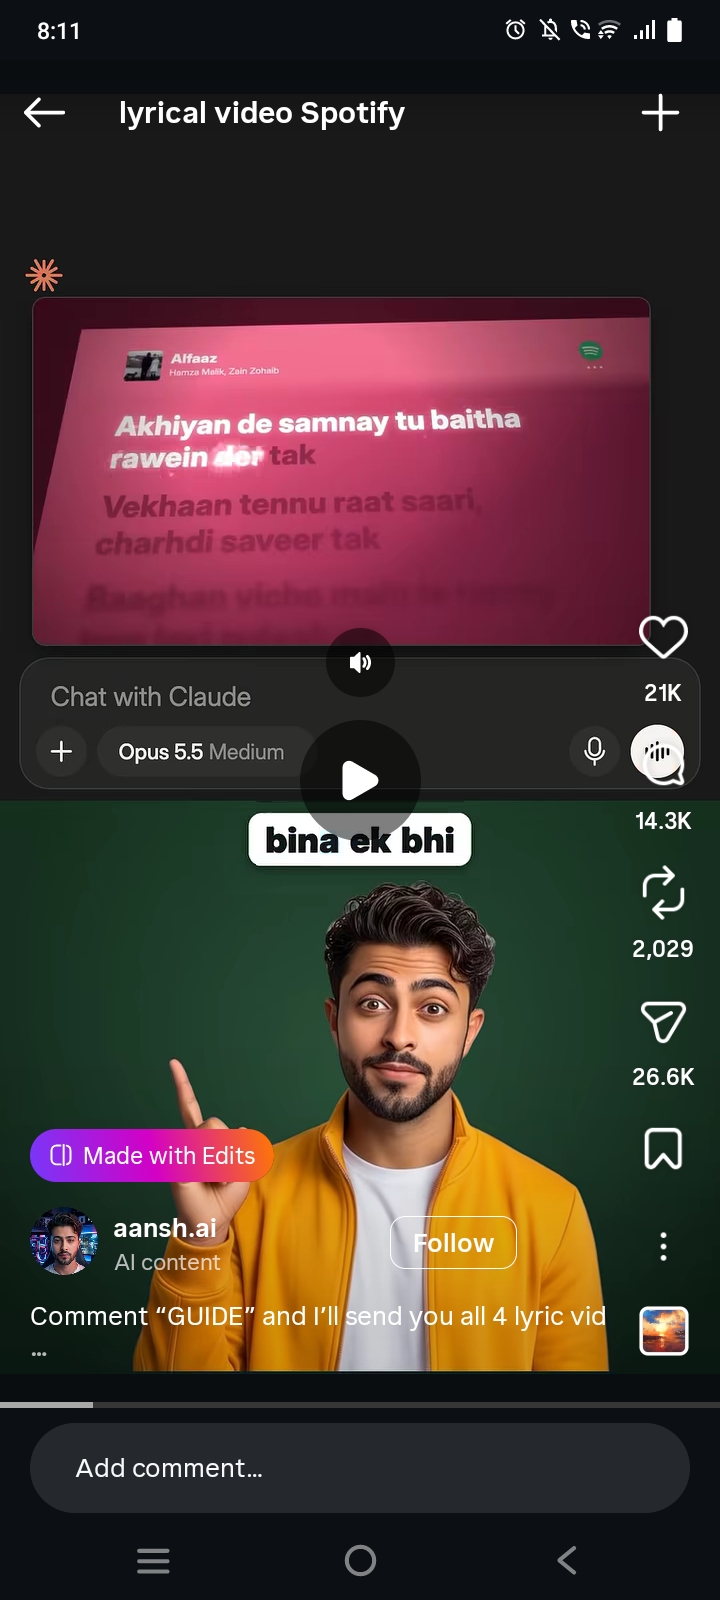 8:11
lyrical video Spotify
Alfaaz
Hamza Malik, Zain Zohaib
Akhiyan de samnay tu baitha
rawein der tak
Vekhaan tennu raat saari,
charhdi saveer tak
Chat with Claude
Opus 5.5 Medium
21K
14.3K
bina ek bhi
2,029
26.6K
Made with Edits
aansh.ai
AI content
Follow
Comment “GUIDE” and I’ll send you all 4 lyric vid
...
Add comment...